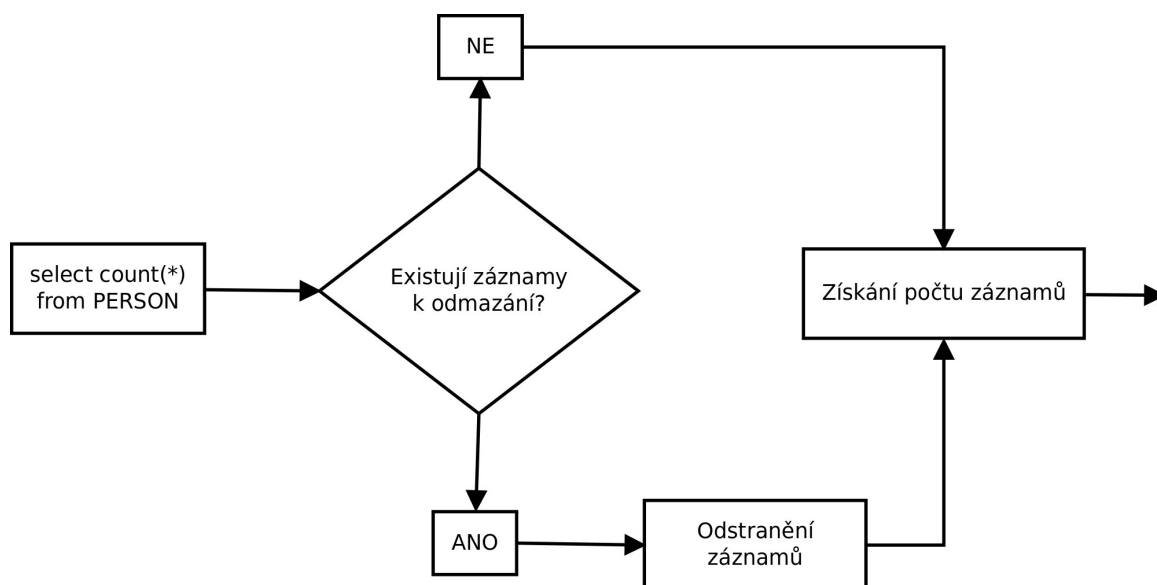 NE
select count(*)
from PERSON
Existují záznamy
k odmazání?
Získání počtu záznamů
ANO
Odstranění
záznamů